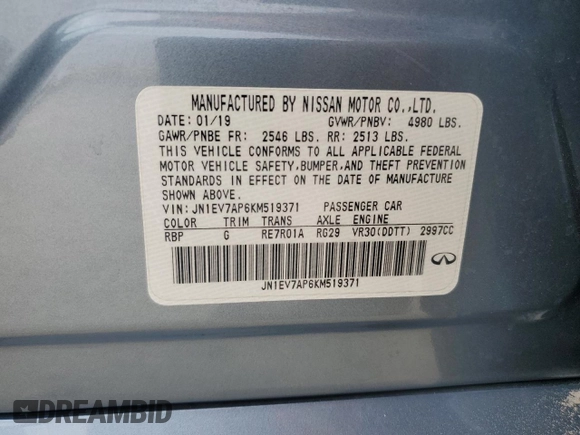 MANUFACTURED BY NISSAN MOTOR CO.,LTD.
DATE: 01/19 GVWR/PNBV: 4980 LBS.
GAWR/PNBE FR: 2546 LBS. RR: 2513 LBS.
THIS VEHICLE CONFORMS TO ALL APPLICABLE FEDERAL
MOTOR VEHICLE SAFETY,BUMPER,AND THEFT PREVENTION
STANDARDS IN EFFECT ON THE DATE OF MANUFACTURE
SHOWN ABOVE.
VIN: JN1EV7AP6KM519371 PASSENGER CAR
COLOR TRIM TRANS AXLE ENGINE
RBP G RE7R01A RG29 VR30(DDTT) 2997CC
JN1EV7AP6KM519371
DREAMBID